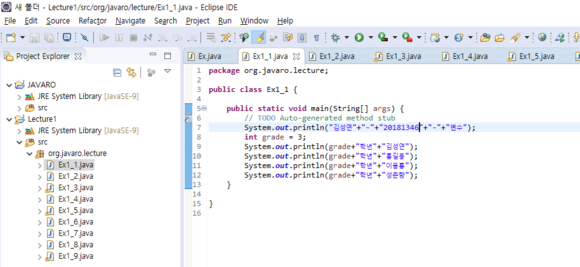 새 폴더 - Lecture1/src/org/javaro/lecture/Ex1_1.java - Eclipse IDE
File Edit Source Refactor Navigate Search Project Run Window Help
Project Explorer
JAVARO
JRE System Library [JavaSE-9]
src
Lecture1
JRE System Library [JavaSE-9]
src
org.javaro.lecture
Ex1_1.java
Ex1_2.java
Ex1_3.java
Ex1_4.java
Ex1_5.java
Ex1_6.java
Ex1_7.java
Ex1_8.java
Ex1_9.java
Ex.java Ex1_1.java Ex1_2.java Ex1_3.java Ex1_4.java Ex1_5.java
1 package org.javaro.lecture;
2
3 public class Ex1_1 {
4
5 public static void main(String[] args) {
6 // TODO Auto-generated method stub
7 System.out.println("김성연"+"-"+"20181346"+"-"+"변수");
8 int grade = 3;
9 System.out.println(grade+"학년"+"김성연");
10 System.out.println(grade+"학년"+"홍길동");
11 System.out.println(grade+"학년"+"이몽룡");
12 System.out.println(grade+"학년"+"성춘향");
13 }
14
15 }
16